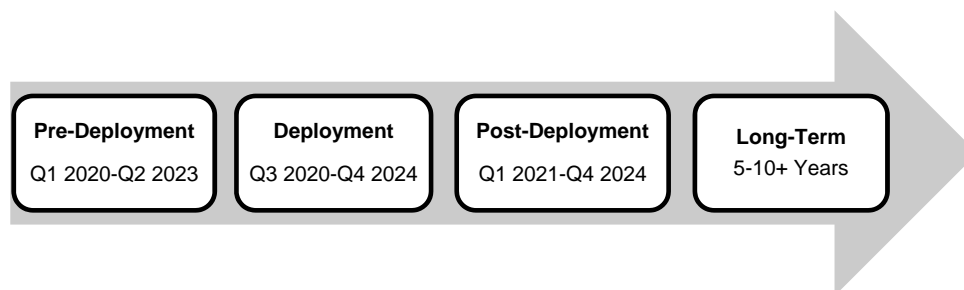 Pre-Deployment
Q1 2020-Q2 2023
Deployment
Q3 2020-Q4 2024
Post-Deployment
Q1 2021-Q4 2024
Long-Term
5-10+ Years